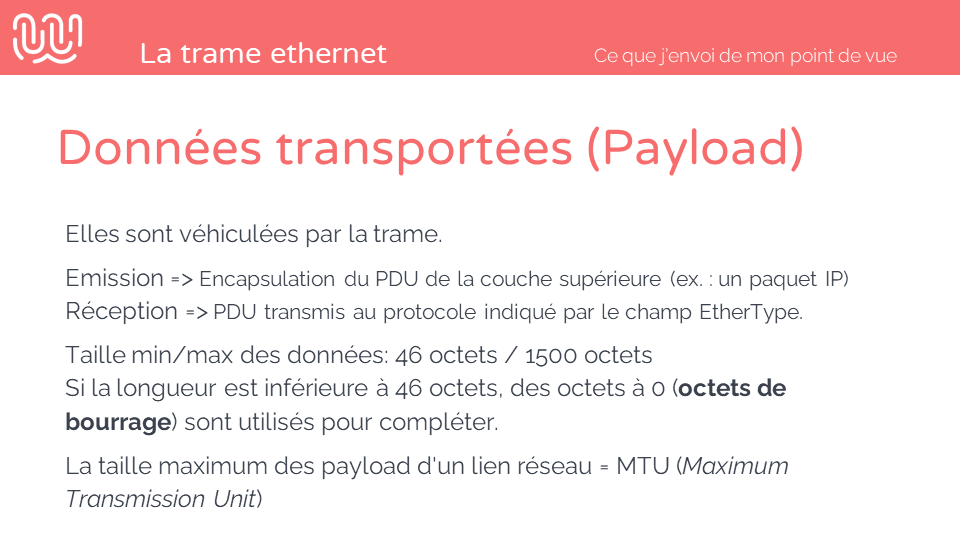 La trame ethernet
Ce que j'envoi de mon point de vue
Données transportées (Payload)
Elles sont véhiculées par la trame.
Emission => Encapsulation du PDU de la couche supérieure (ex. : un paquet IP)
Réception => PDU transmis au protocole indiqué par le champ EtherType.
Taille min/max des données: 46 octets / 1500 octets
Si la longueur est inférieure à 46 octets, des octets à 0 (octets de
bourrage) sont utilisés pour compléter.
La taille maximum des payload d'un lien réseau = MTU (Maximum
Transmission Unit)